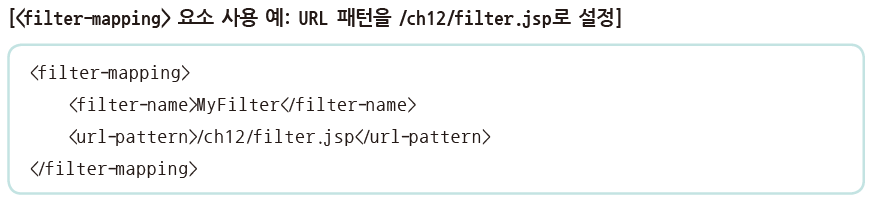 [<filter-mapping> 요소 사용 예: URL 패턴을 /ch12/filter.jsp로 설정]
<filter-mapping>
    <filter-name>MyFilter</filter-name>
    <url-pattern>/ch12/filter.jsp</url-pattern>
</filter-mapping>